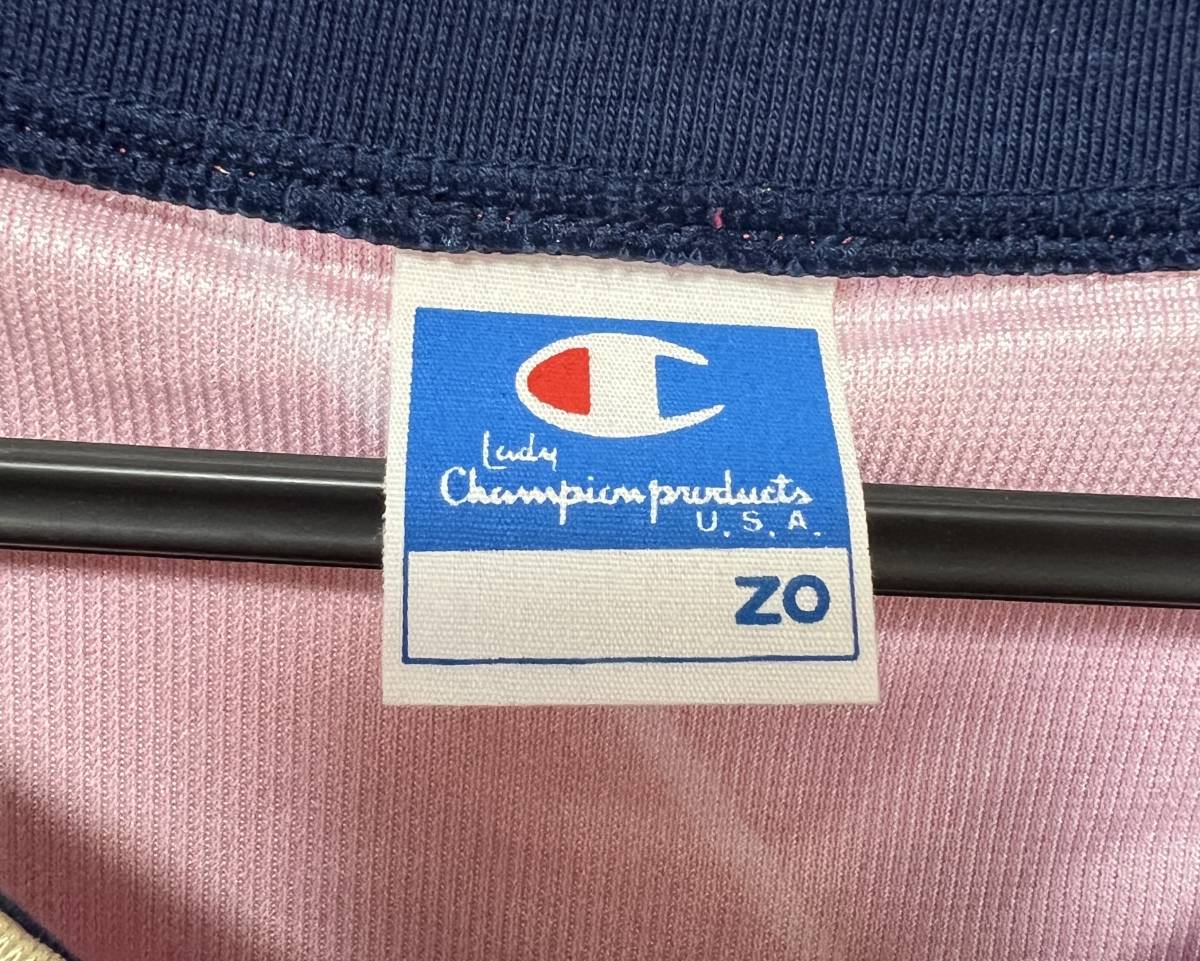 Lady
Champion products
U.S.A.
ZO